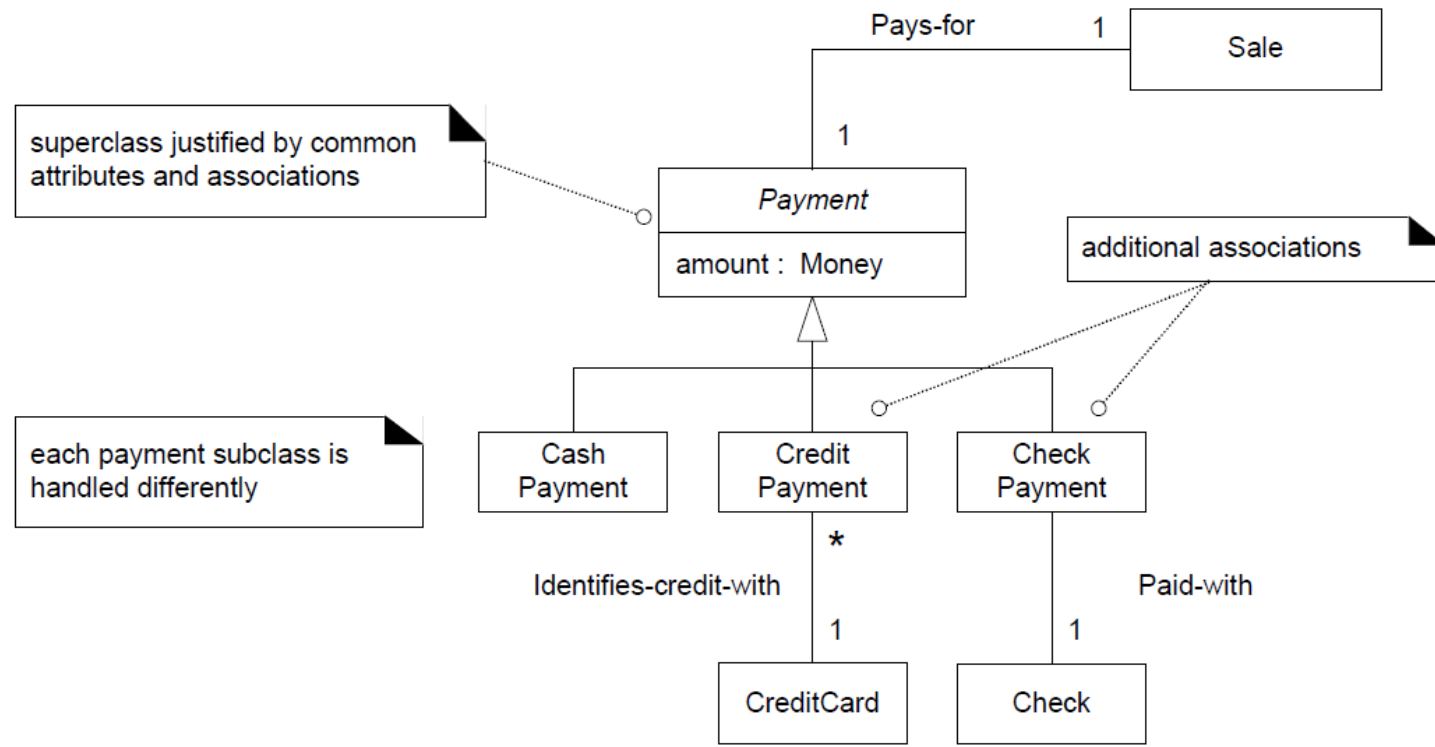 Pays-for
1
Sale
superclass justified by common
attributes and associations
1
Payment
amount : Money
additional associations
each payment subclass is
handled differently
Cash
Payment
Credit
Payment
Check
Payment
*
Identifies-credit-with
Paid-with
1
1
CreditCard
Check